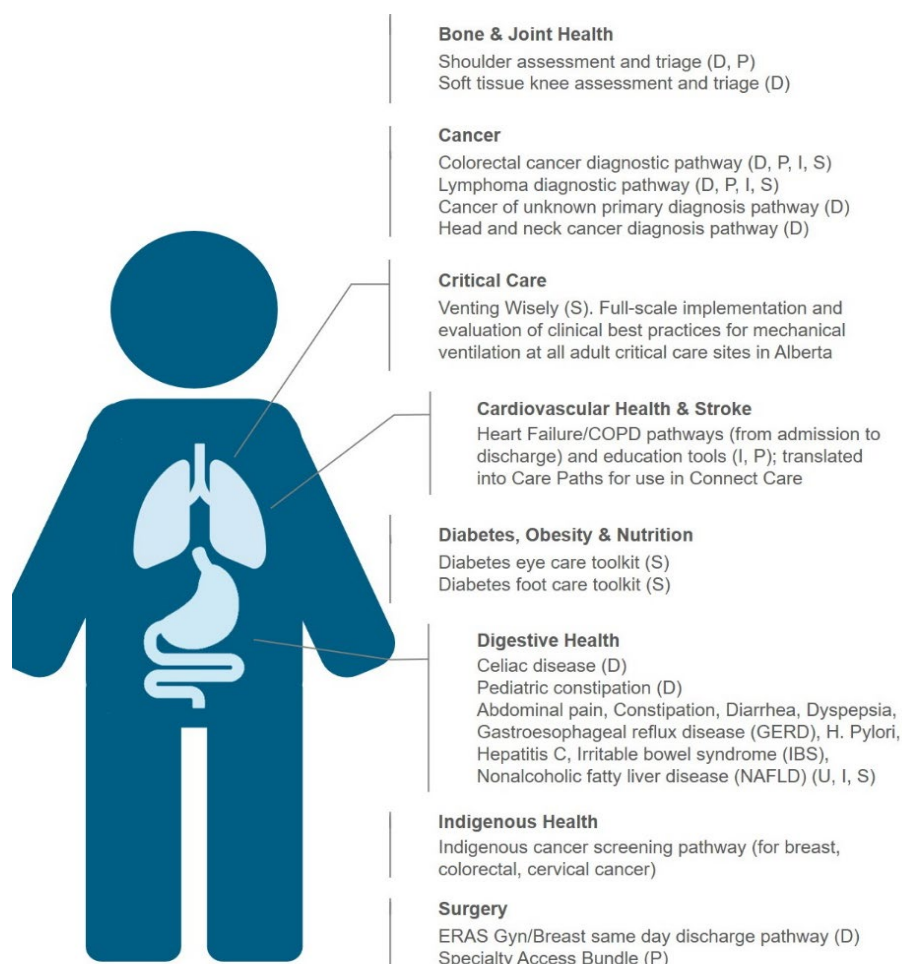 Bone & Joint Health
Shoulder assessment and triage (D, P)
Soft tissue knee assessment and triage (D)
Cancer
Colorectal cancer diagnostic pathway (D, P, I, S)
Lymphoma diagnostic pathway (D, P, I, S)
Cancer of unknown primary diagnosis pathway (D)
Head and neck cancer diagnosis pathway (D)
Critical Care
Venting Wisely (S). Full-scale implementation and
evaluation of clinical best practices for mechanical
ventilation at all adult critical care sites in Alberta
Cardiovascular Health & Stroke
Heart Failure/COPD pathways (from admission to
discharge) and education tools (I, P); translated
into Care Paths for use in Connect Care
Diabetes, Obesity & Nutrition
Diabetes eye care toolkit (S)
Diabetes foot care toolkit (S)
Digestive Health
Celiac disease (D)
Pediatric constipation (D)
Abdominal pain, Constipation, Diarrhea, Dyspepsia,
Gastroesophageal reflux disease (GERD), H. Pylori,
Hepatitis C, Irritable bowel syndrome (IBS),
Nonalcoholic fatty liver disease (NAFLD) (U, I, S)
Indigenous Health
Indigenous cancer screening pathway (for breast,
colorectal, cervical cancer)
Surgery
ERAS Gyn/Breast same day discharge pathway (D)
Specialty Access Bundle (P)